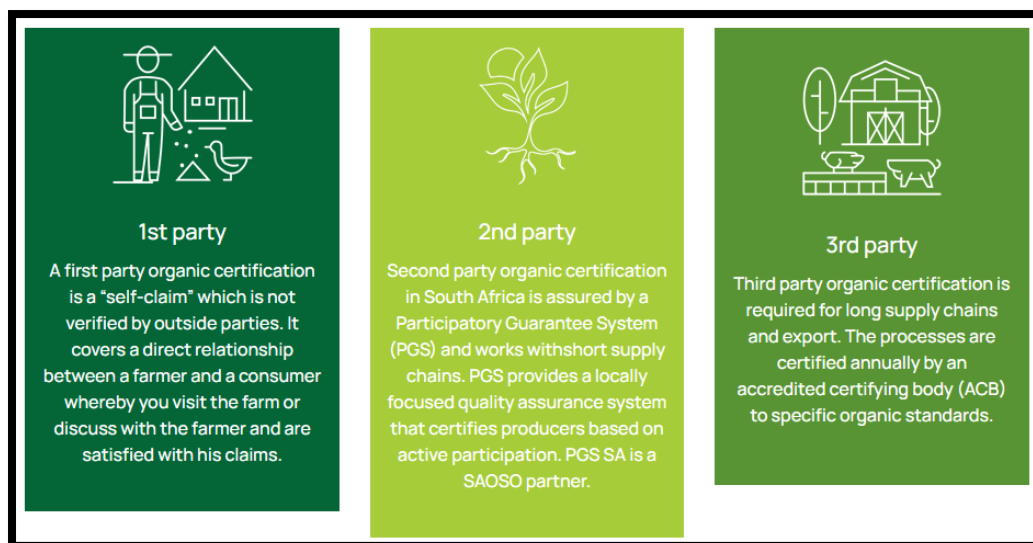 1st party
A first party organic certification
is a “self-claim” which is not
verified by outside parties. It
covers a direct relationship
between a farmer and a consumer
whereby you visit the farm or
discuss with the farmer and are
satisfied with his claims.
2nd party
Second party organic certification
in South Africa is assured by a
Participatory Guarantee System
(PGS) and works withshort supply
chains. PGS provides a locally
focused quality assurance system
that certifies producers based on
active participation. PGS SA is a
SAOSO partner.
3rd party
Third party organic certification is
required for long supply chains
and export. The processes are
certified annually by an
accredited certifying body (ACB)
to specific organic standards.